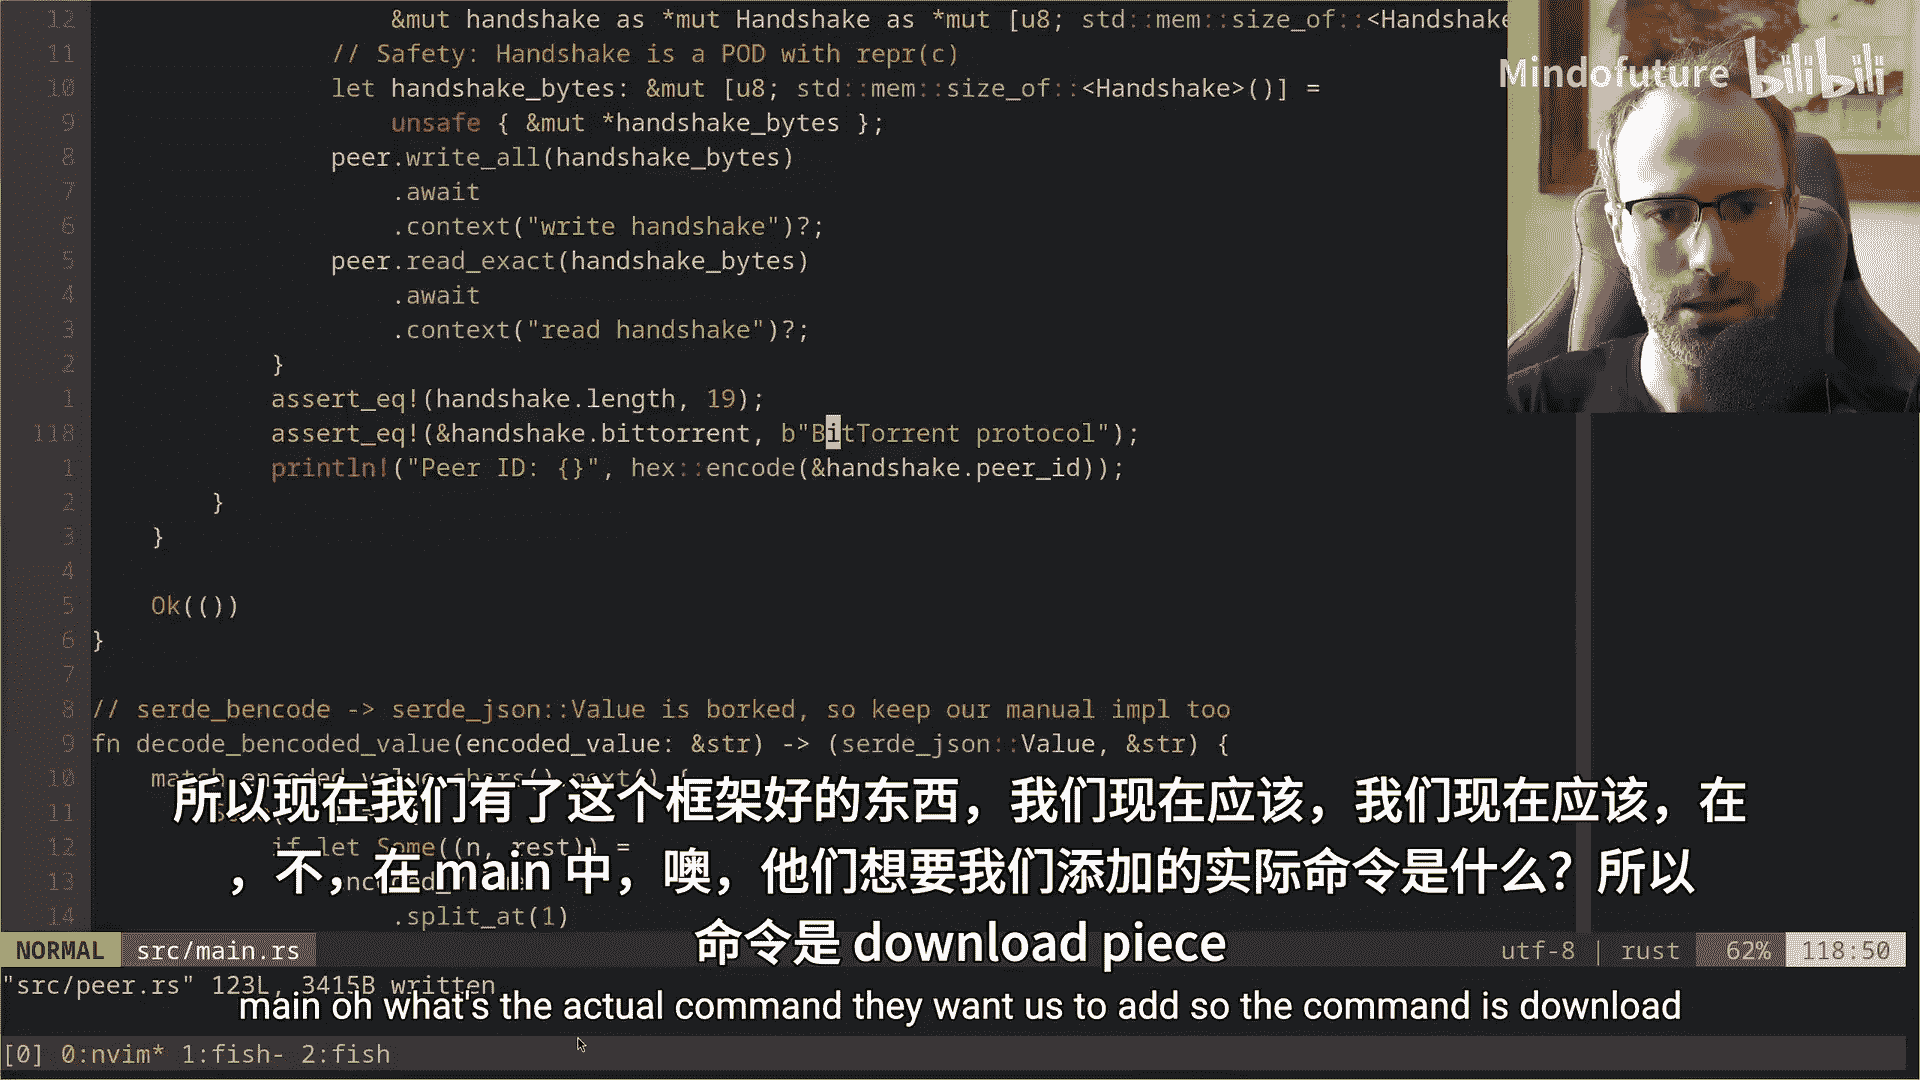 12 &mut handshake as *mut Handshake as *mut [u8; std::mem::size_of::<Handshake
11 // Safety: Handshake is a POD with repr(c)
10 let handshake_bytes: &mut [u8; std::mem::size_of::<Handshake>()] =
9 unsafe { &mut *handshake_bytes };
8 peer.write_all(handshake_bytes)
7 .await
6 .context("write handshake")?;
5 peer.read_exact(handshake_bytes)
4 .await
3 .context("read handshake")?;
2 }
1 assert_eq!(handshake.length, 19);
118 assert_eq!(&handshake.bittorrent, b"BitTorrent protocol");
1 println!("Peer ID: {}", hex::encode(&handshake.peer_id));
2 }
3 }
4
5 Ok(())
6 }
7
8 // serde_bencode -> serde_json::Value is borked, so keep our manual impl too
9 fn decode_bencoded_value(encoded_value: &str) -> (serde_json::Value, &str) {
10 match encoded_value.chars().next() {
11
12 if let Some((n, rest)) =
13
14 .split_at(1)
Mindofuture bilibili
所以现在我们有了这个框架好的东西，我们现在应该，我们现在应该，在
，不，在 main 中，噢，他们想要我们添加的实际命令是什么？所以
命令是 download piece
NORMAL src/main.rs utf-8 | rust 62% 118:50
"src/peer.rs" 123L, 3415B written
main oh what's the actual command they want us to add so the command is download
[0] 0:nvim* 1:fish- 2:fish